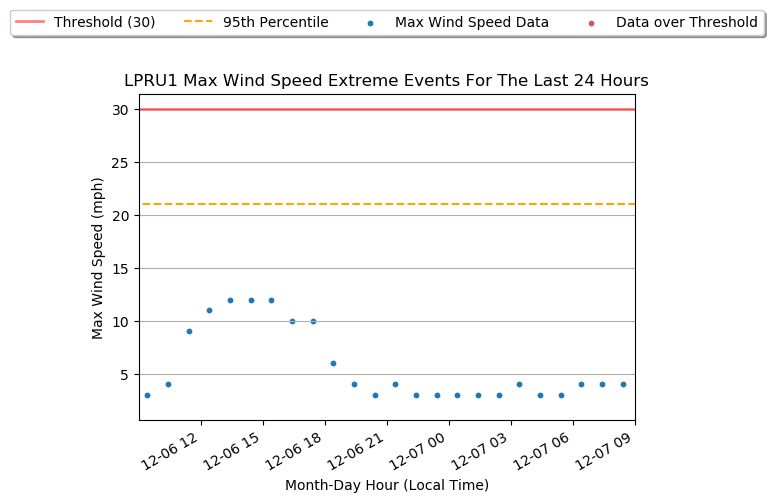 Threshold (30) 95th Percentile Max Wind Speed Data Data over Threshold
LPRU1 Max Wind Speed Extreme Events For The Last 24 Hours
Max Wind Speed (mph)
30
25
20
15
10
5
12-06 12 12-06 15 12-06 18 12-06 21 12-07 00 12-07 03 12-07 06 12-07 09
Month-Day Hour (Local Time)